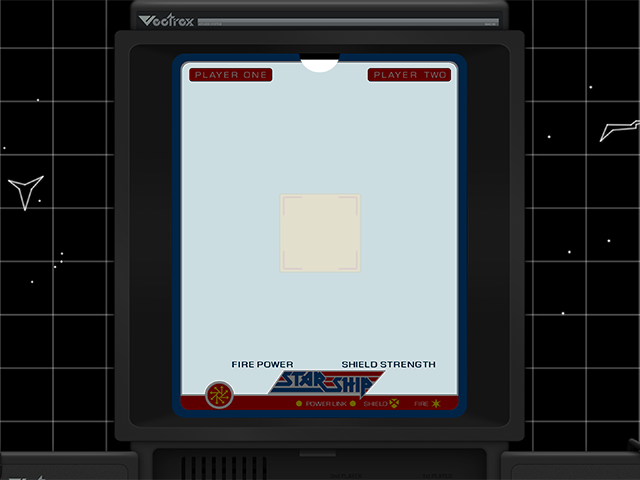 Vectrex
PLAYER ONE
PLAYER TWO
FIRE POWER
SHIELD STRENGTH
STAR SHIP
POWER LINK
SHIELD
FIRE